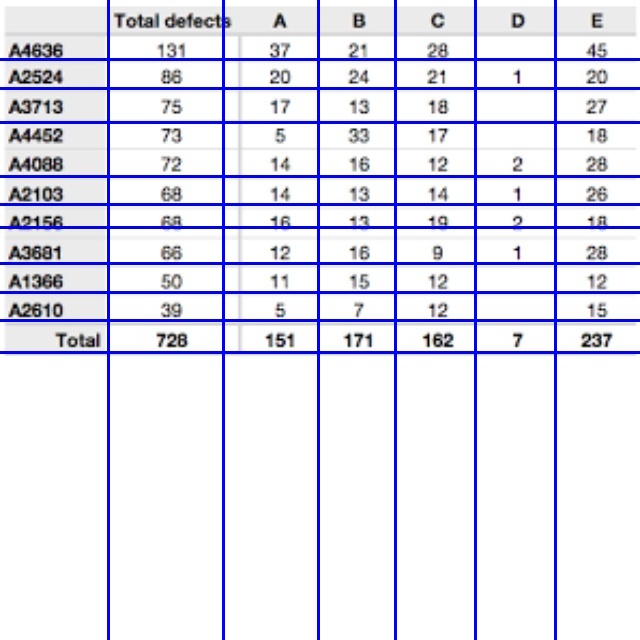 Total defects A B C D E
A4636 131 37 21 28 45
A2524 86 20 24 21 1 20
A3713 75 17 13 18 27
A4452 73 5 33 17 18
A4088 72 14 16 12 2 28
A2103 68 14 13 14 1 26
A2156 68 16 13 19 2 18
A3681 66 12 16 9 1 28
A1366 50 11 15 12 12
A2610 39 5 7 12 15
Total 728 151 171 162 7 237